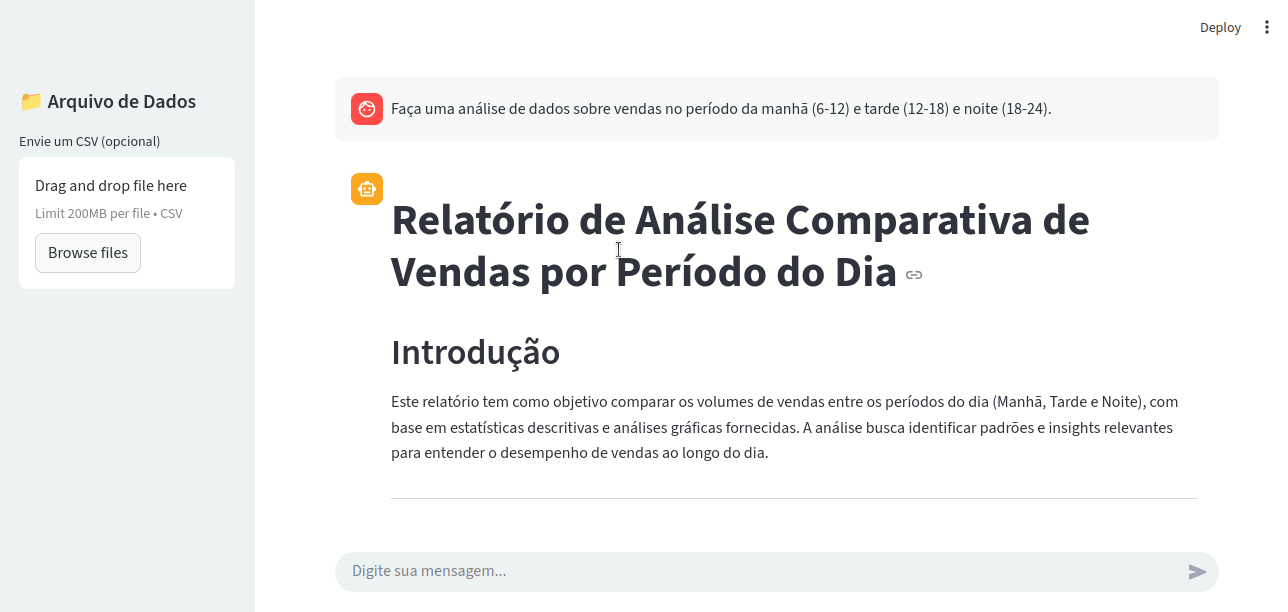 Deploy
📁 Arquivo de Dados
Envie um CSV (opcional)
Drag and drop file here
Limit 200MB per file • CSV
Browse files
Faça uma análise de dados sobre vendas no período da manhã (6-12) e tarde (12-18) e noite (18-24).
Relatório de Análise Comparativa de
Vendas por Período do Dia
Introdução
Este relatório tem como objetivo comparar os volumes de vendas entre os períodos do dia (Manhã, Tarde e Noite), com
base em estatísticas descritivas e análises gráficas fornecidas. A análise busca identificar padrões e insights relevantes
para entender o desempenho de vendas ao longo do dia.
Digite sua mensagem...